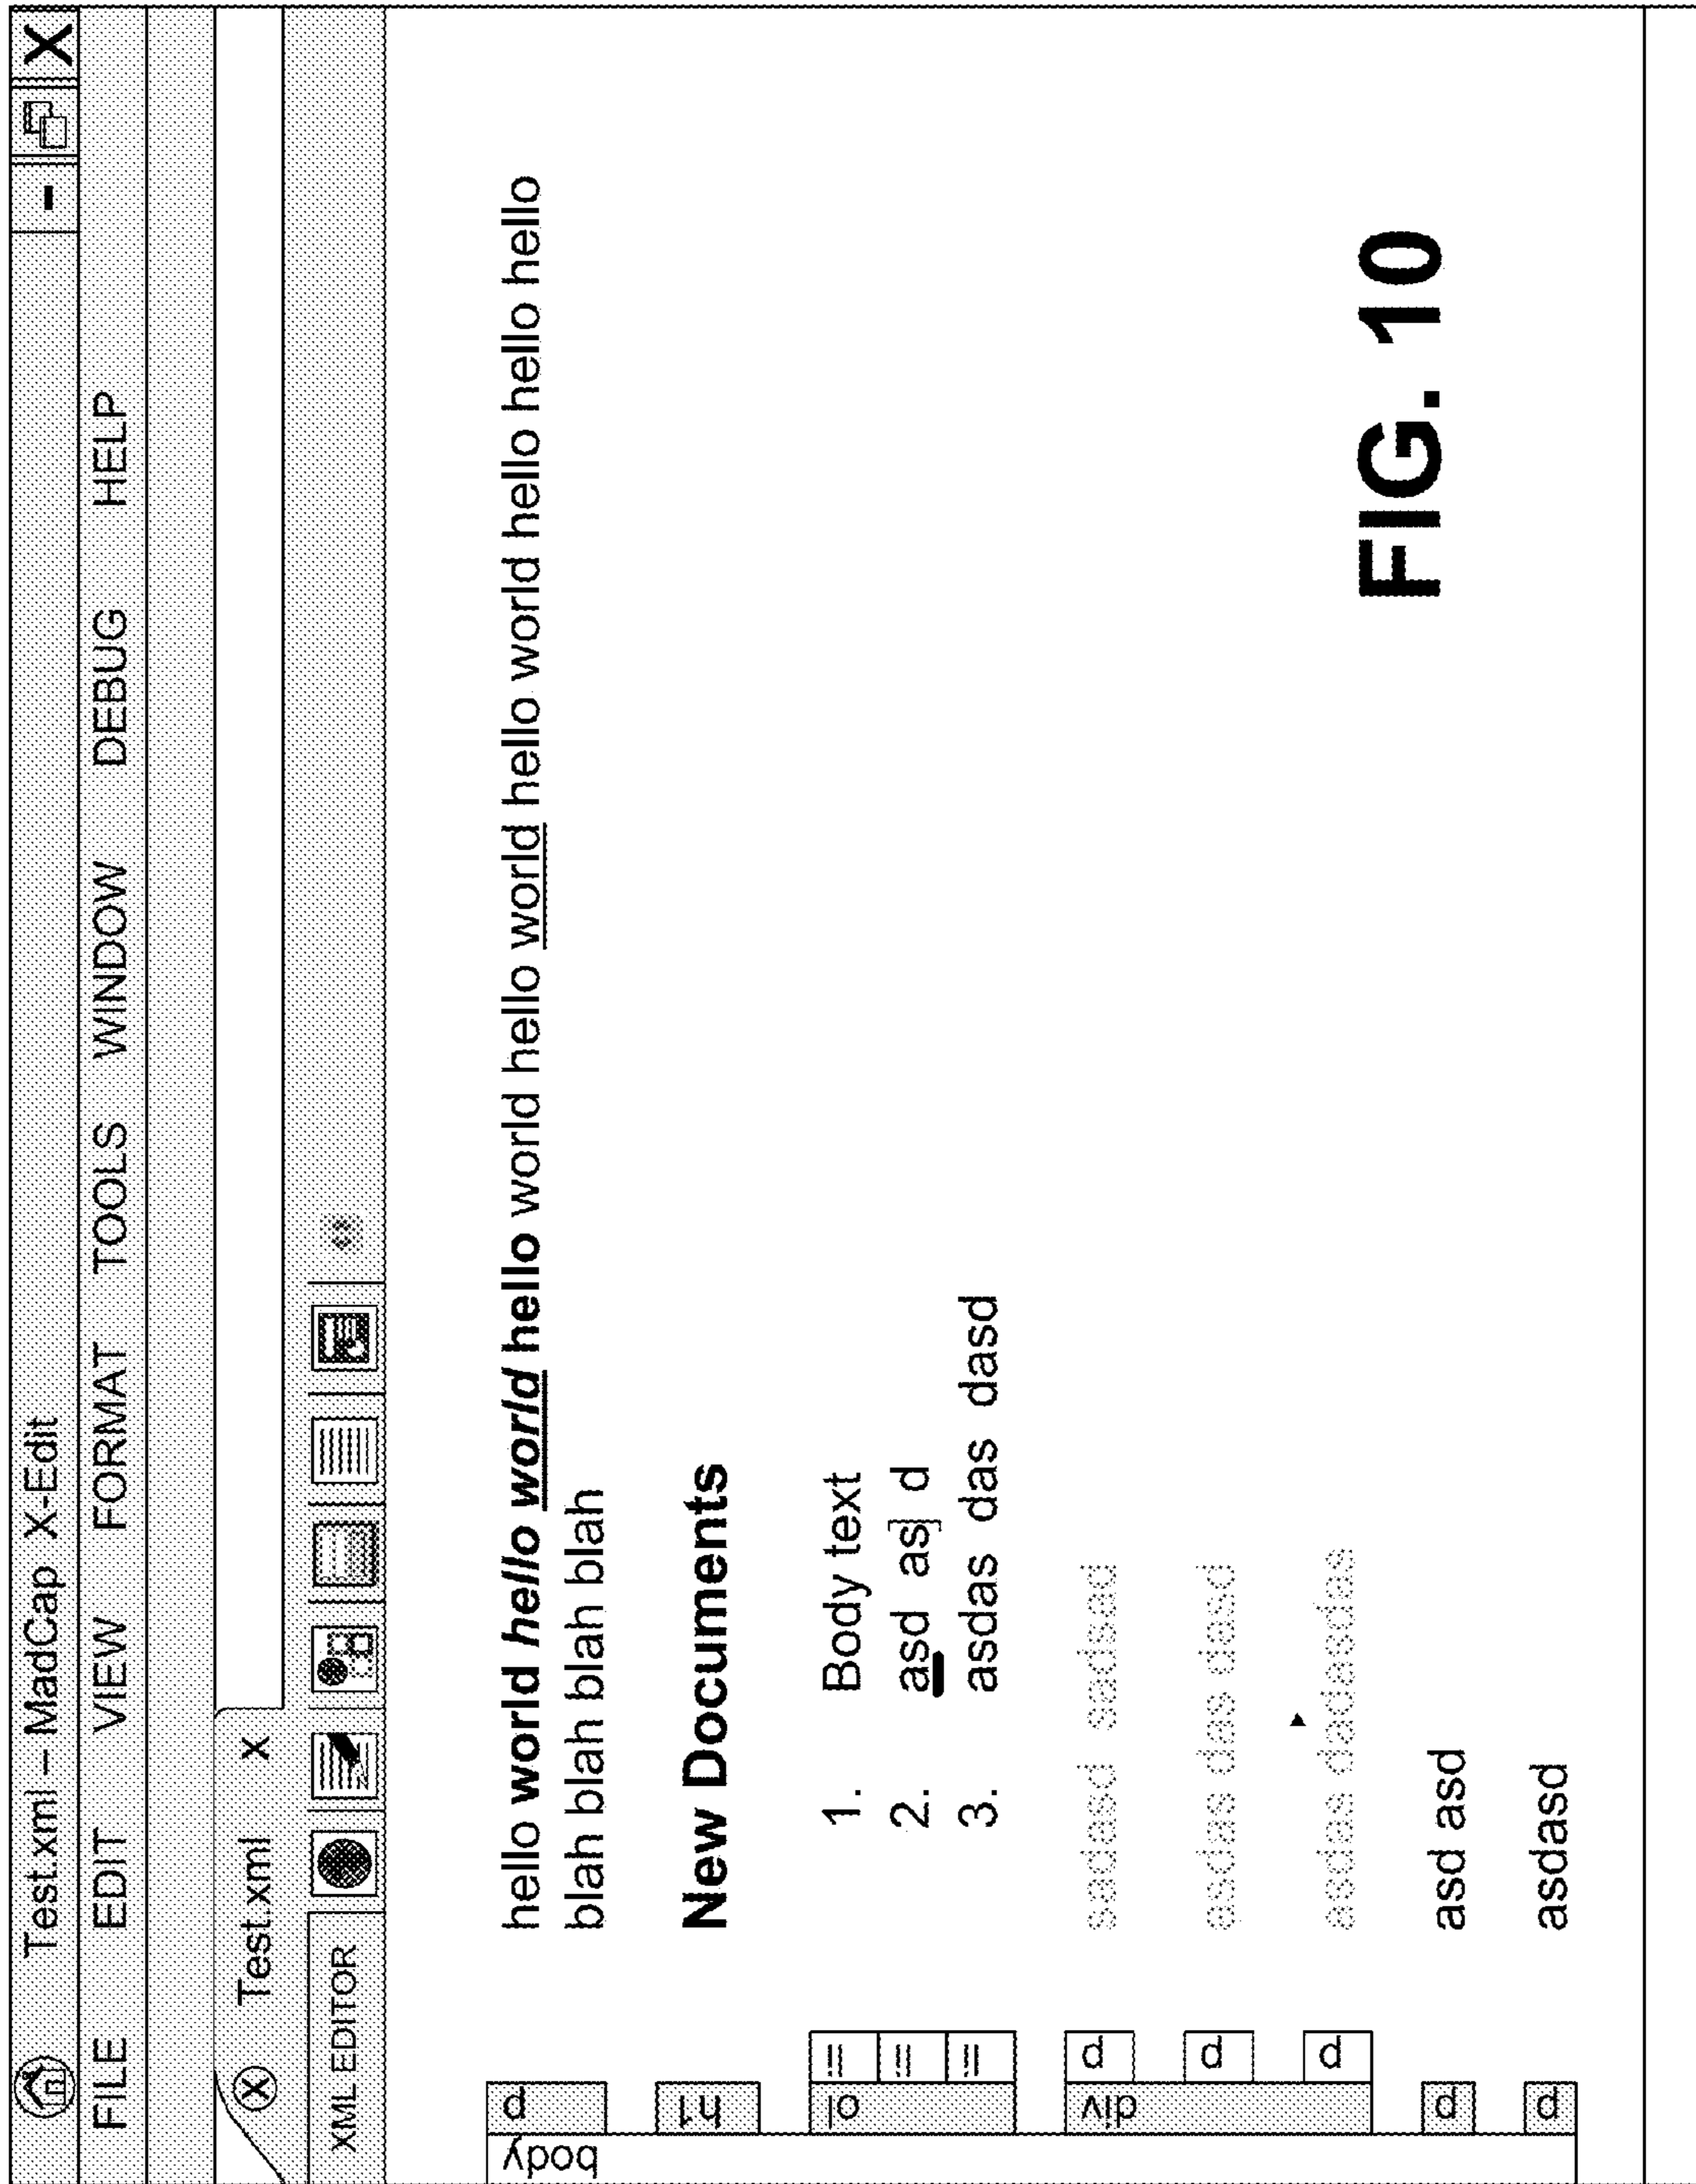 Test.xml – MadCap X-Edit
FILE EDIT VIEW FORMAT TOOLS WINDOW DEBUG HELP
X Test.xml X
XML EDITOR
body
p
hello world hello world hello world hello world hello world hello world hello hello hello
blah blah blah blah blah
h1
New Documents
ol
li 1. Body text
li 2. asd as d
li 3. asdas das dasd
div
p sadasd sadsad
p asdas das dasd
p asdas dadasdas
p asd asd
p asdasd
FIG. 10